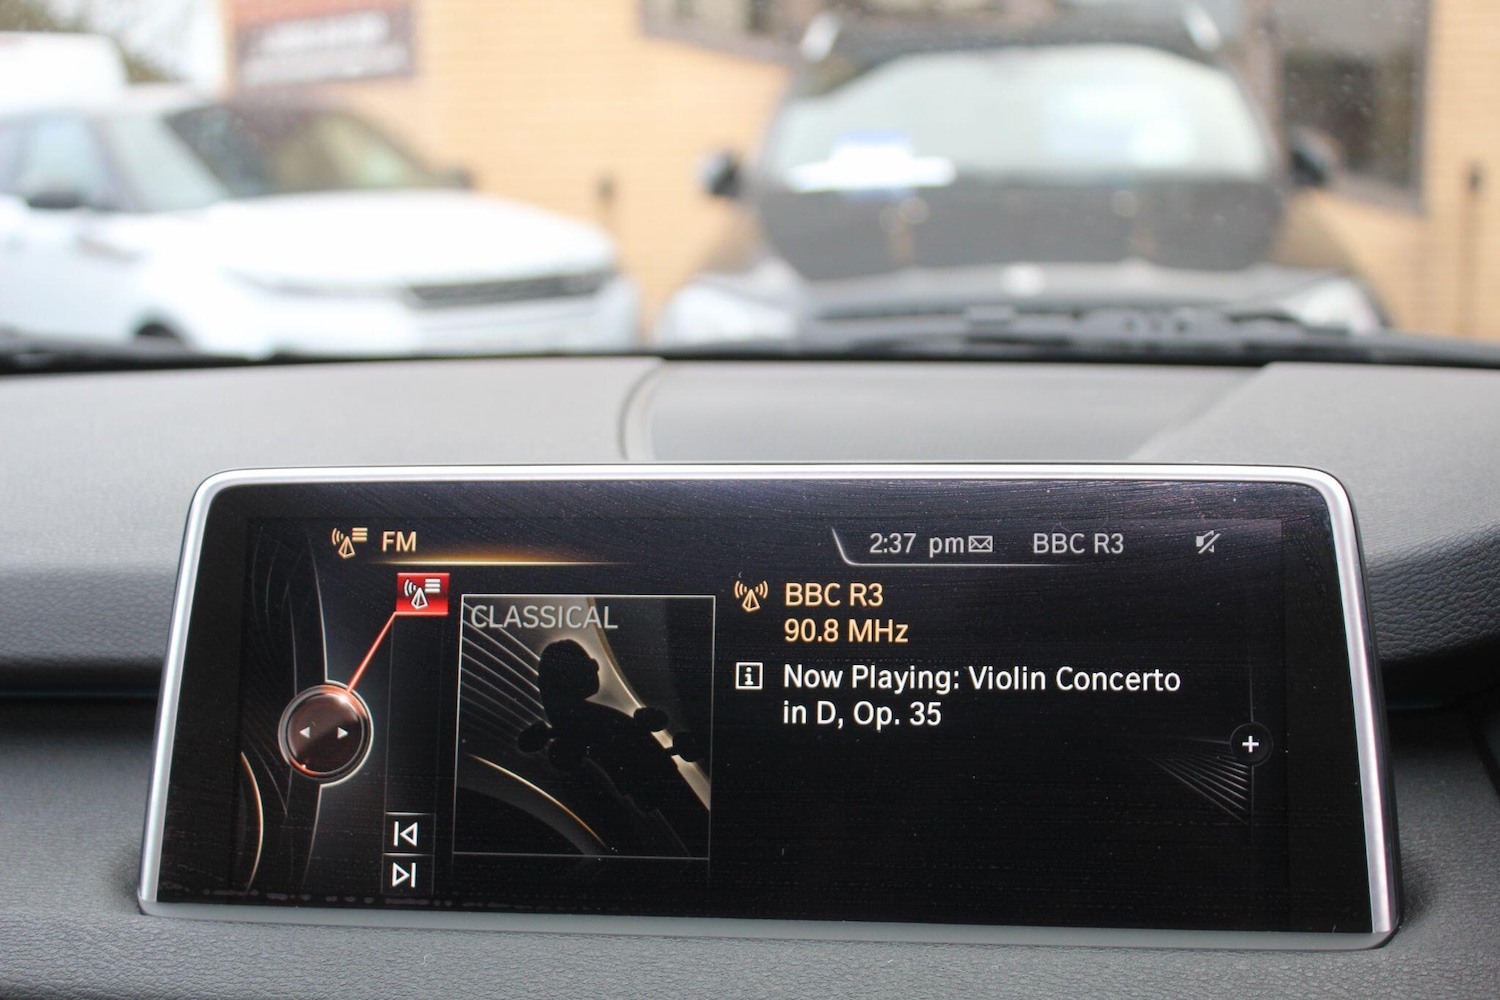 FM
2:37 pm BBC R3
CLASSICAL
BBC R3
90.8 MHz
Now Playing: Violin Concerto
in D, Op. 35